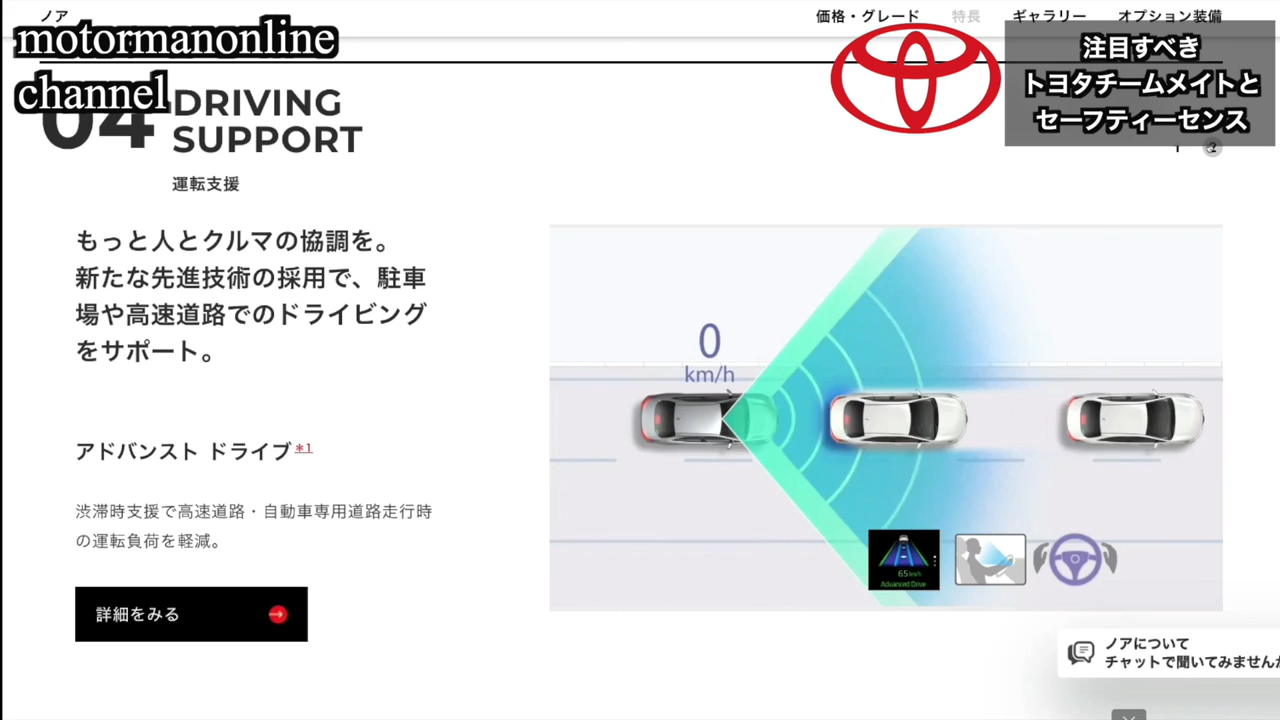 ノア
価格・グレード
特長
ギャラリー
オプション装備
motormanonline
channel
注目すべき
トヨタチームメイトと
セーフティーセンス
04
DRIVING
SUPPORT
運転支援
もっと人とクルマの協調を。
新たな先進技術の採用で、駐車
場や高速道路でのドライビング
をサポート。
アドバンスト ドライブ*1
渋滞時支援で高速道路・自動車専用道路走行時
の運転負荷を軽減。
詳細をみる
0
km/h
65km/h
Advanced Drive
ノアについて
チャットで聞いてみません